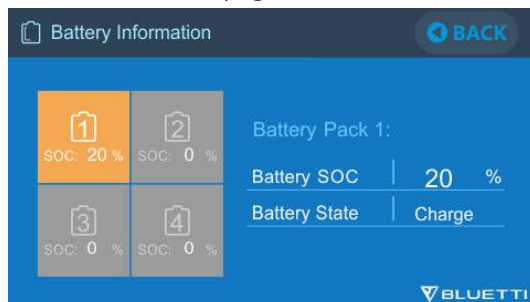 Battery Information
BACK
1
SOC: 20 %
2
SOC: 0 %
3
SOC: 0 %
4
SOC: 0 %
Battery Pack 1:
Battery SOC 20 %
Battery State Charge
BLUETTI